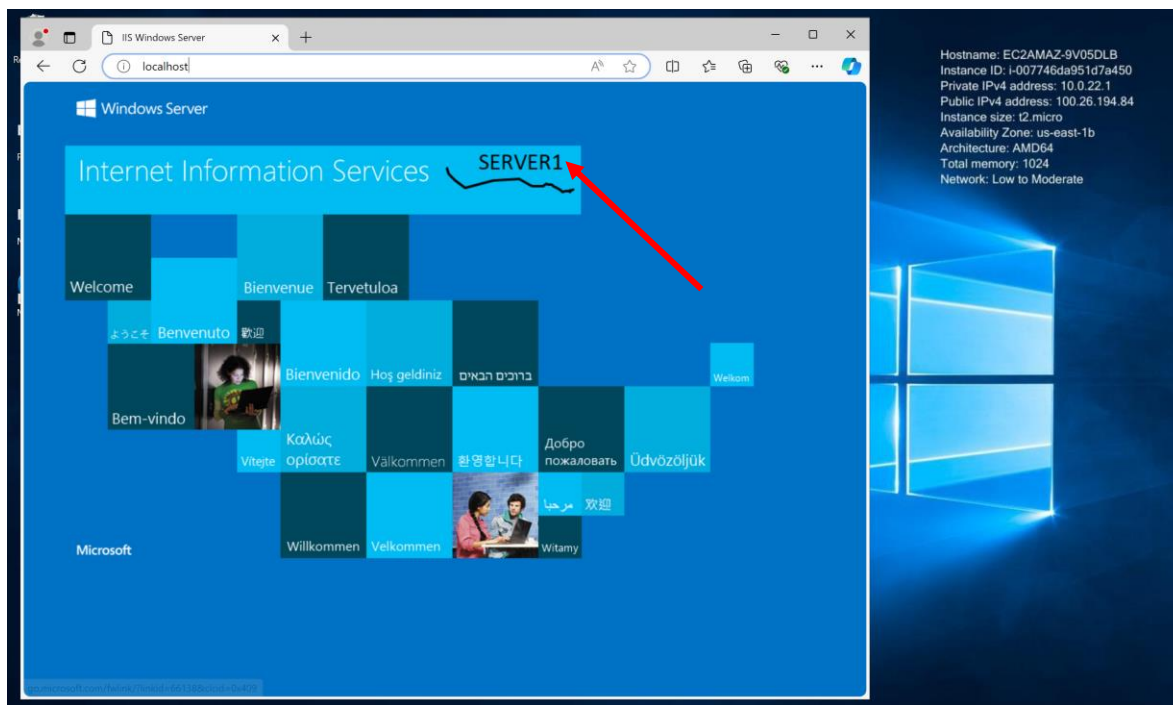 IIS Windows Server
localhost
Windows Server
Internet Information Services
SERVER1
Welcome
Bienvenue
Tervetuloa
ようこそ
Benvenuto
歡迎
Bienvenido
Hoş geldiniz
ברוכים הבאים
Welkom
Bem-vindo
Vítejte
Καλώς
ορίσατε
Välkommen
환영합니다
Добро
пожаловать
Üdvözöljük
مرحبا
欢迎
Microsoft
Willkommen
Velkommen
Witamy
Hostname: EC2AMAZ-9V05DLB
Instance ID: i-007746da951d7a450
Private IPv4 address: 10.0.22.1
Public IPv4 address: 100.26.194.84
Instance size: t2.micro
Availability Zone: us-east-1b
Architecture: AMD64
Total memory: 1024
Network: Low to Moderate